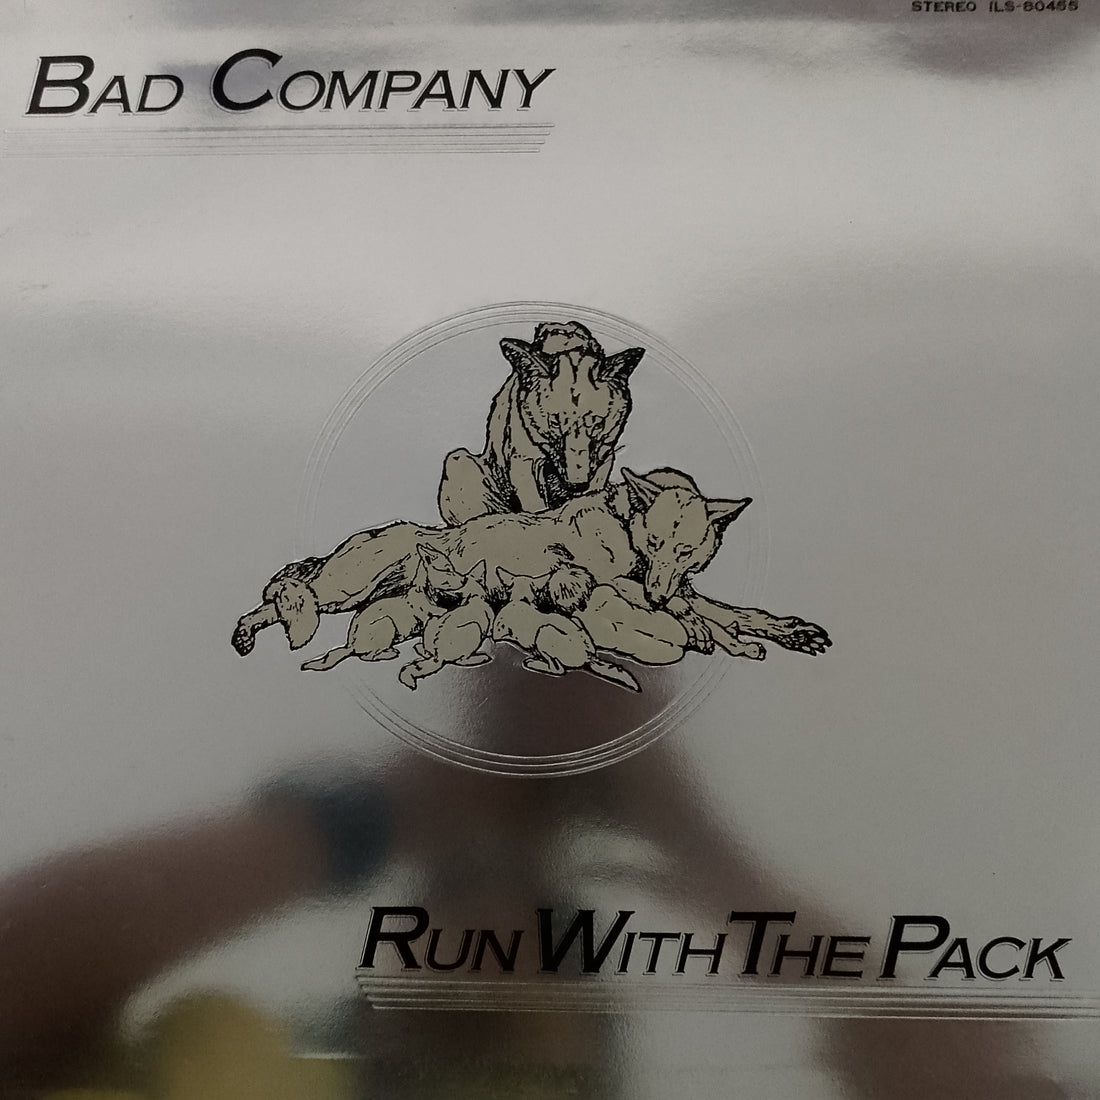 STEREO ILS-80455
BAD COMPANY
RUN WITH THE PACK